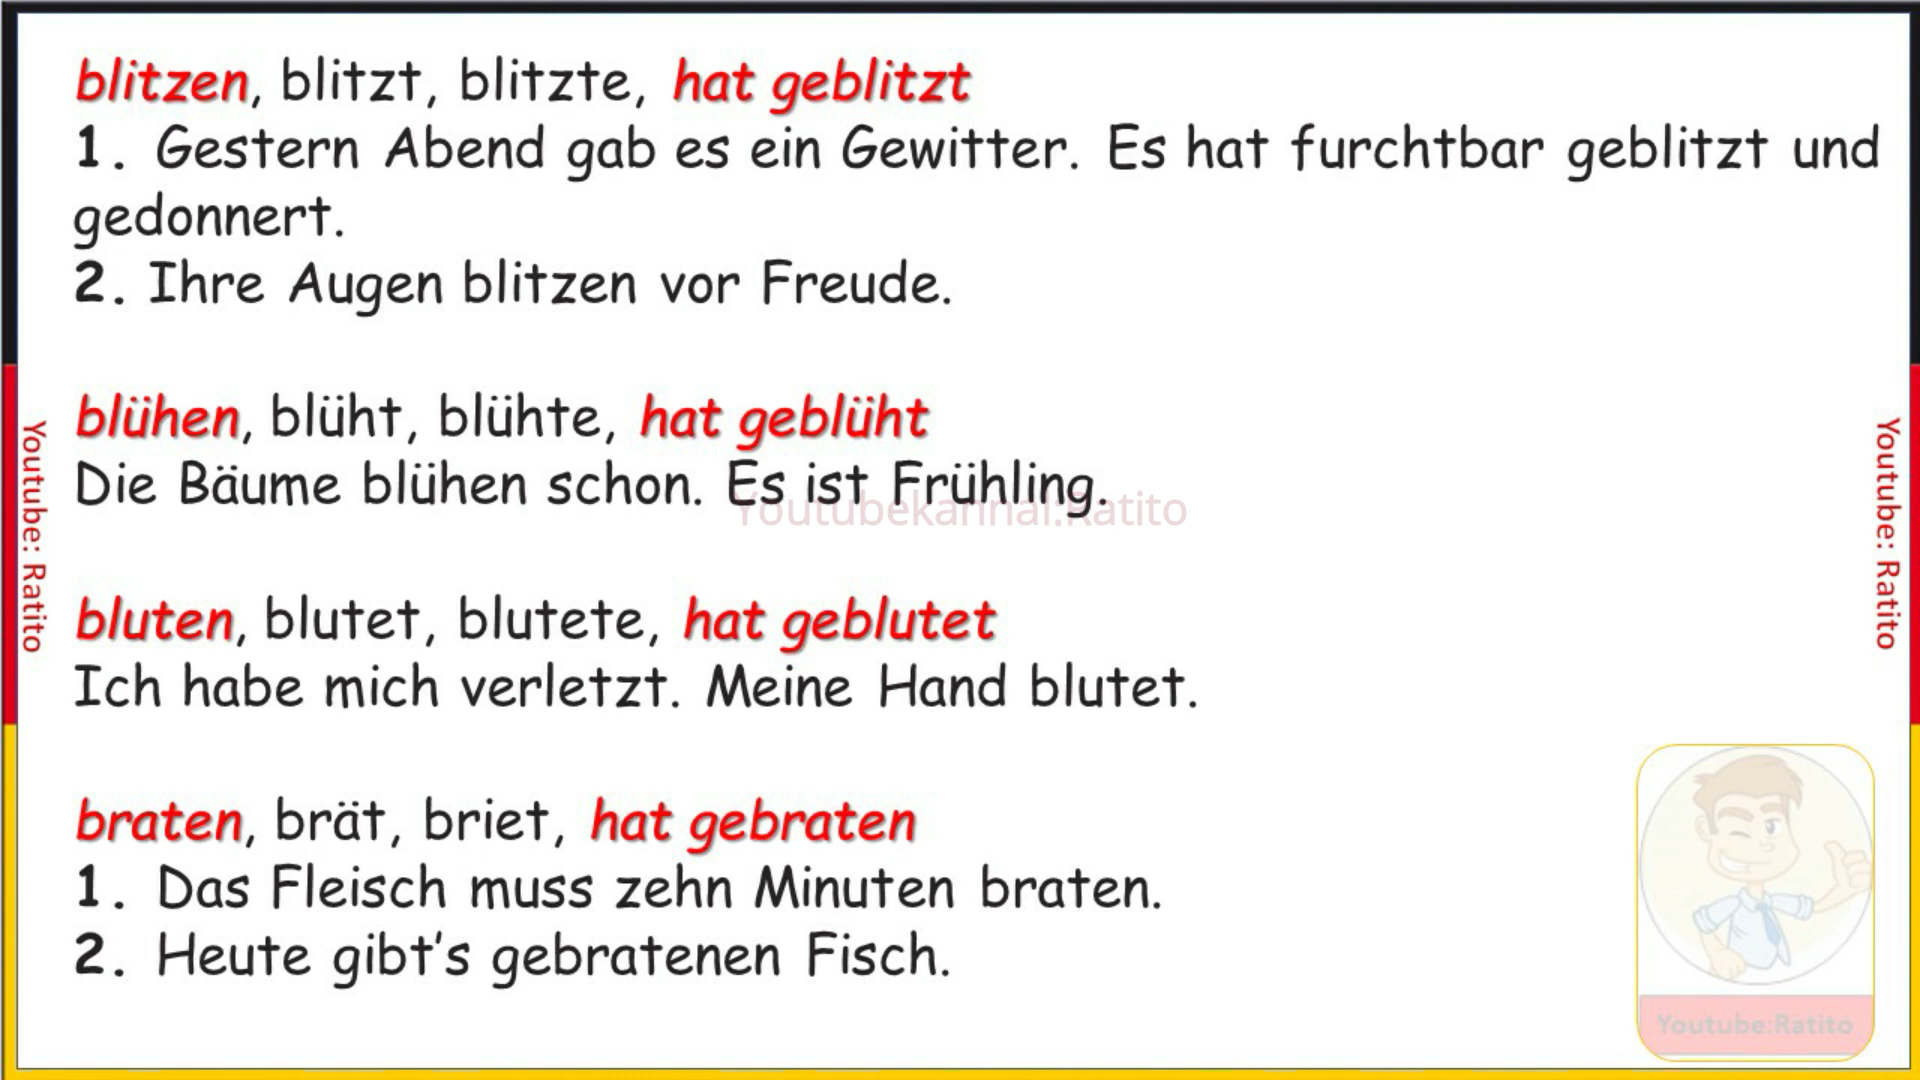 blitzen, blitzt, blitzte, hat geblitzt
1. Gestern Abend gab es ein Gewitter. Es hat furchtbar geblitzt und
gedonnert.
2. Ihre Augen blitzen vor Freude.
blühen, blüht, blühte, hat geblüht
Die Bäume blühen schon. Es ist Frühling.
Youtubekannal:Ratito
bluten, blutet, blutete, hat geblutet
Ich habe mich verletzt. Meine Hand blutet.
braten, brät, briet, hat gebraten
1. Das Fleisch muss zehn Minuten braten.
2. Heute gibt's gebratenen Fisch.
Youtube: Ratito
Youtube: Ratito
Youtube:Ratito